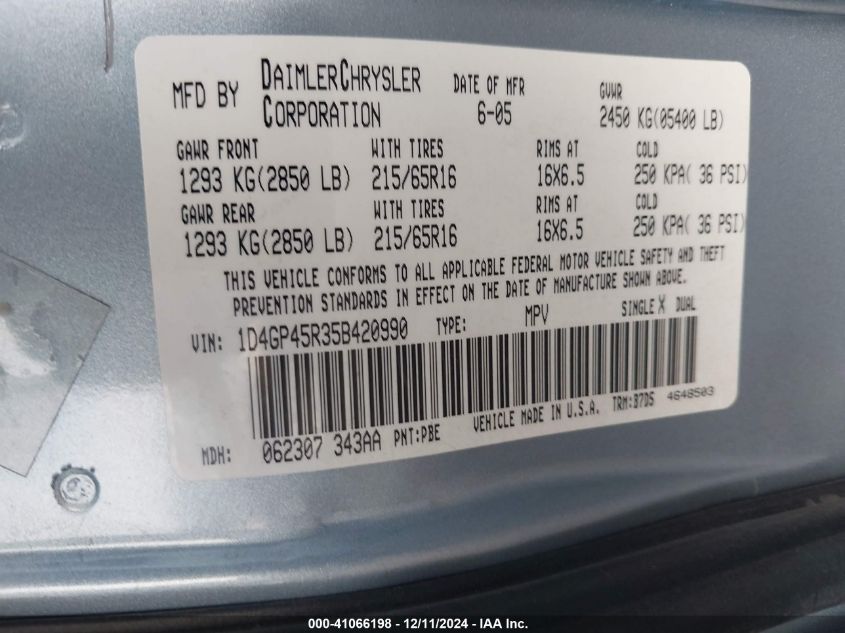 MFD BY DAIMLERCHRYSLER CORPORATION DATE OF MFR 6-05 GVWR 2450 KG(05400 LB)
GAWR FRONT WITH TIRES RIMS AT COLD
1293 KG(2850 LB) 215/65R16 16X6.5 250 KPA( 36 PSI)
GAWR REAR WITH TIRES RIMS AT COLD
1293 KG(2850 LB) 215/65R16 16X6.5 250 KPA( 36 PSI)
THIS VEHICLE CONFORMS TO ALL APPLICABLE FEDERAL MOTOR VEHICLE SAFETY AND THEFT
PREVENTION STANDARDS IN EFFECT ON THE DATE OF MANUFACTURE SHOWN ABOVE.
VIN: 1D4GP45R35B420990 TYPE: MPV SINGLE X DUAL
MDH: 062307 343AA PNT:PBE VEHICLE MADE IN U.S.A. TRM:B7D5 4648503
000-41066198 - 12/11/2024 - IAA Inc.